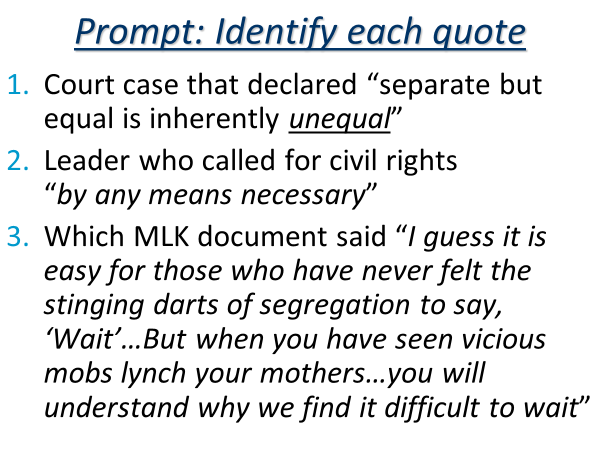 Prompt: Identify each quote
1. Court case that declared “separate but
equal is inherently unequal”
2. Leader who called for civil rights
“by any means necessary”
3. Which MLK document said “I guess it is
easy for those who have never felt the
stinging darts of segregation to say,
‘Wait’…But when you have seen vicious
mobs lynch your mothers…you will
understand why we find it difficult to wait”